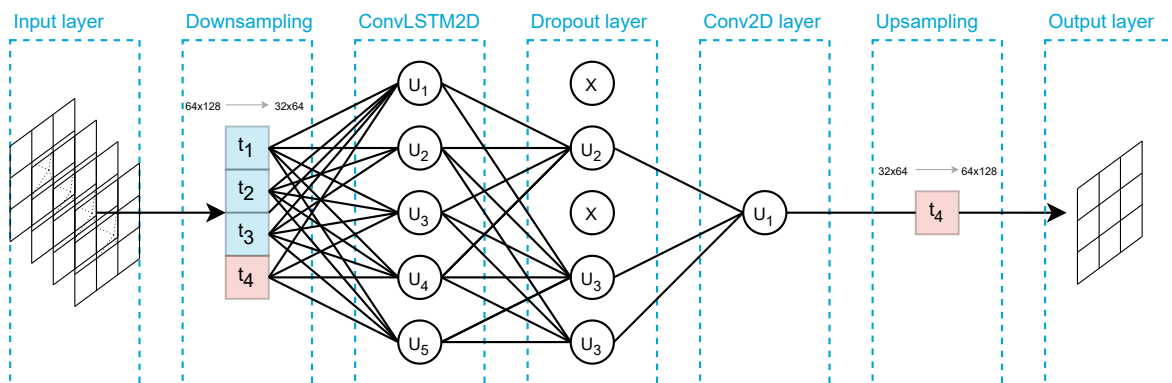 Input layer
Downsampling
ConvLSTM2D
Dropout layer
Conv2D layer
Upsampling
Output layer
64x128 32x64
t1
t2
t3
t4
U1
U2
U3
U4
U5
X
U2
X
U3
U3
U1
32x64 64x128
t4